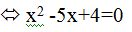 ⇔ x² -5x+4=0